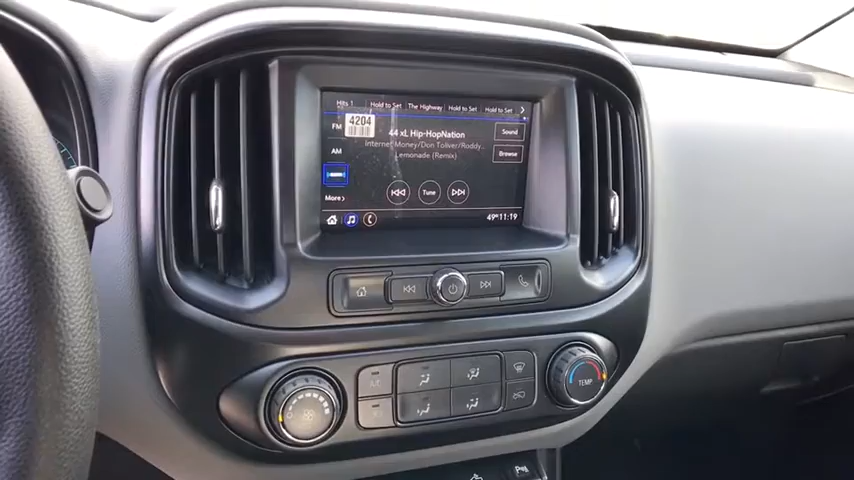 Hits 1 Hold to Set The Highway Hold to Set Hold to Set
4204
FM
44 xL Hip-HopNation
Sound
Internet Money/Don Toliver/Roddy...
AM
Lemonade (Remix)
Browse
Tune
More
49°F 11:19
A/C
TEMP